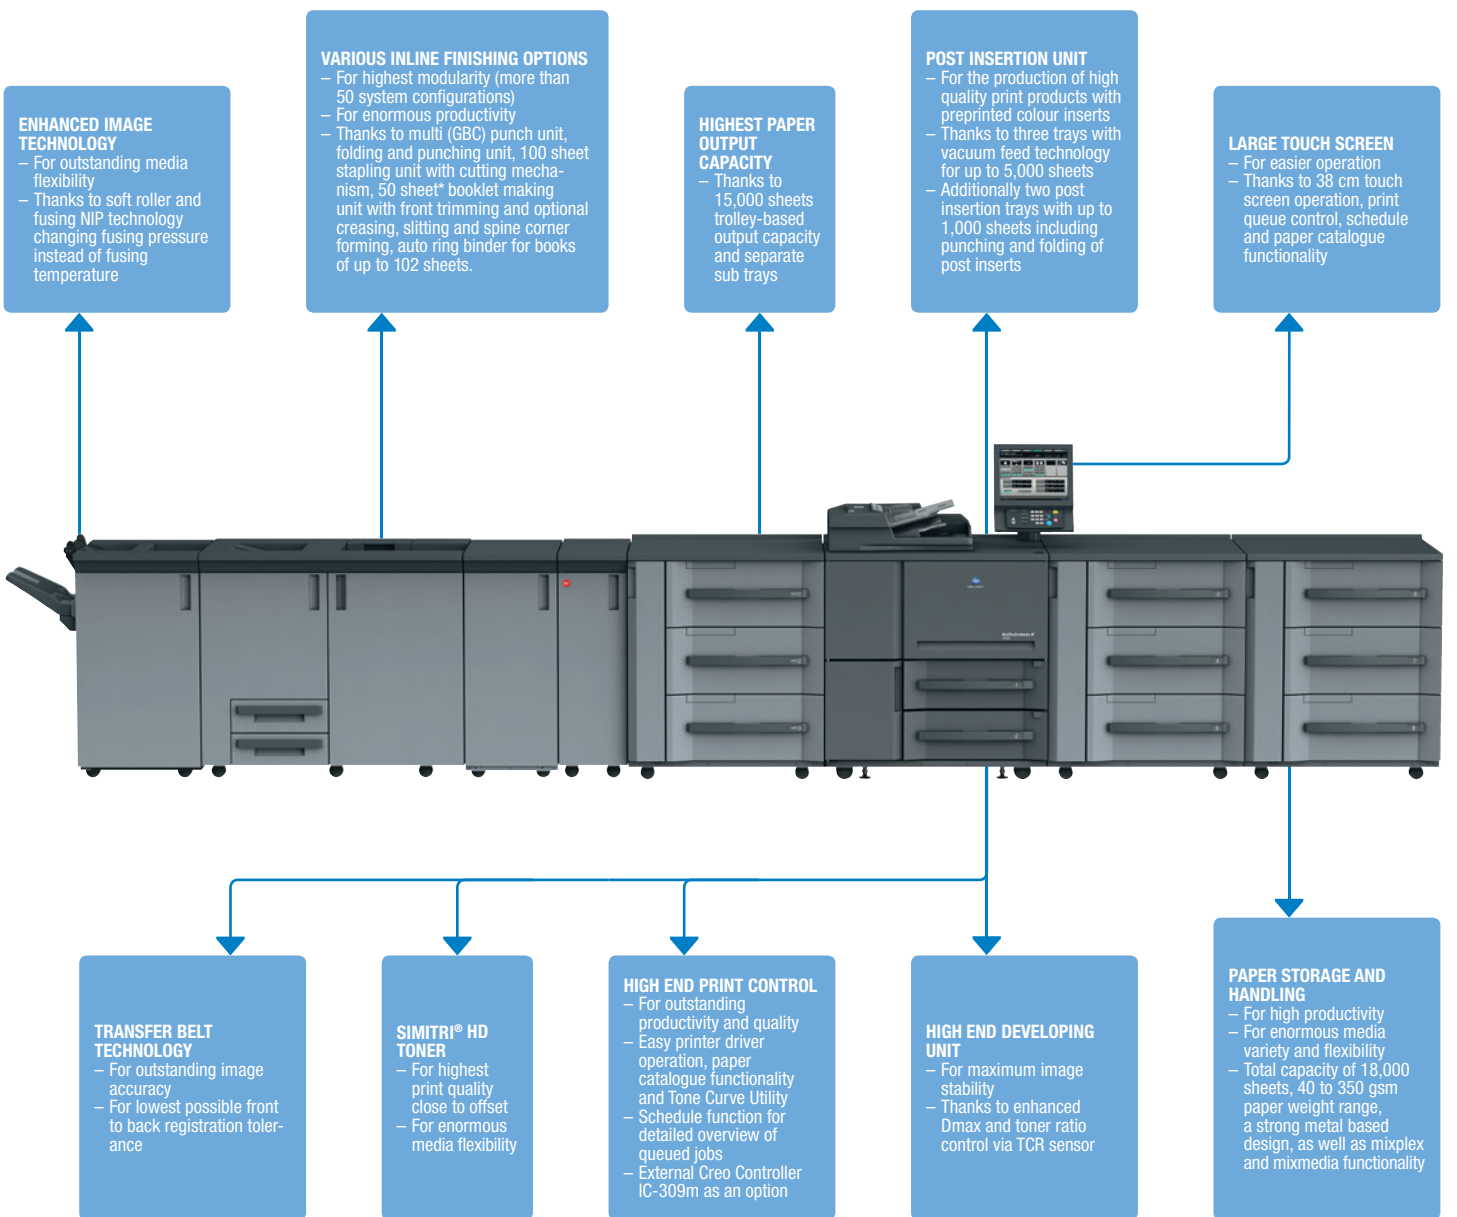 ENHANCED IMAGE
TECHNOLOGY
– For outstanding media
flexibility
– Thanks to soft roller and
fusing NIP technology
changing fusing pressure
instead of fusing
temperature
VARIOUS INLINE FINISHING OPTIONS
– For highest modularity (more than
50 system configurations)
– For enormous productivity
– Thanks to multi (GBC) punch unit,
folding and punching unit, 100 sheet
stapling unit with cutting mecha-
nism, 50 sheet* booklet making
unit with front trimming and optional
creasing, slitting and spine corner
forming, auto ring binder for books
of up to 102 sheets.
HIGHEST PAPER
OUTPUT
CAPACITY
– Thanks to
15,000 sheets
trolley-based
output capacity
and separate
sub trays
POST INSERTION UNIT
– For the production of high
quality print products with
preprinted colour inserts
– Thanks to three trays with
vacuum feed technology
for up to 5,000 sheets
– Additionally two post
insertion trays with up to
1,000 sheets including
punching and folding of
post inserts
LARGE TOUCH SCREEN
– For easier operation
– Thanks to 38 cm touch
screen operation, print
queue control, schedule
and paper catalogue
functionality
TRANSFER BELT
TECHNOLOGY
– For outstanding image
accuracy
– For lowest possible front
to back registration toler-
ance
SIMITRI® HD
TONER
– For highest
print quality
close to offset
– For enormous
media flexibility
HIGH END PRINT CONTROL
– For outstanding
productivity and quality
– Easy printer driver
operation, paper
catalogue functionality
and Tone Curve Utility
– Schedule function for
detailed overview of
queued jobs
– External Creo Controller
IC-309m as an option
HIGH END DEVELOPING
UNIT
– For maximum image
stability
– Thanks to enhanced
Dmax and toner ratio
control via TCR sensor
PAPER STORAGE AND
HANDLING
– For high productivity
– For enormous media
variety and flexibility
– Total capacity of 18,000
sheets, 40 to 350 gsm
paper weight range,
a strong metal based
design, as well as mixplex
and mixmedia functionality